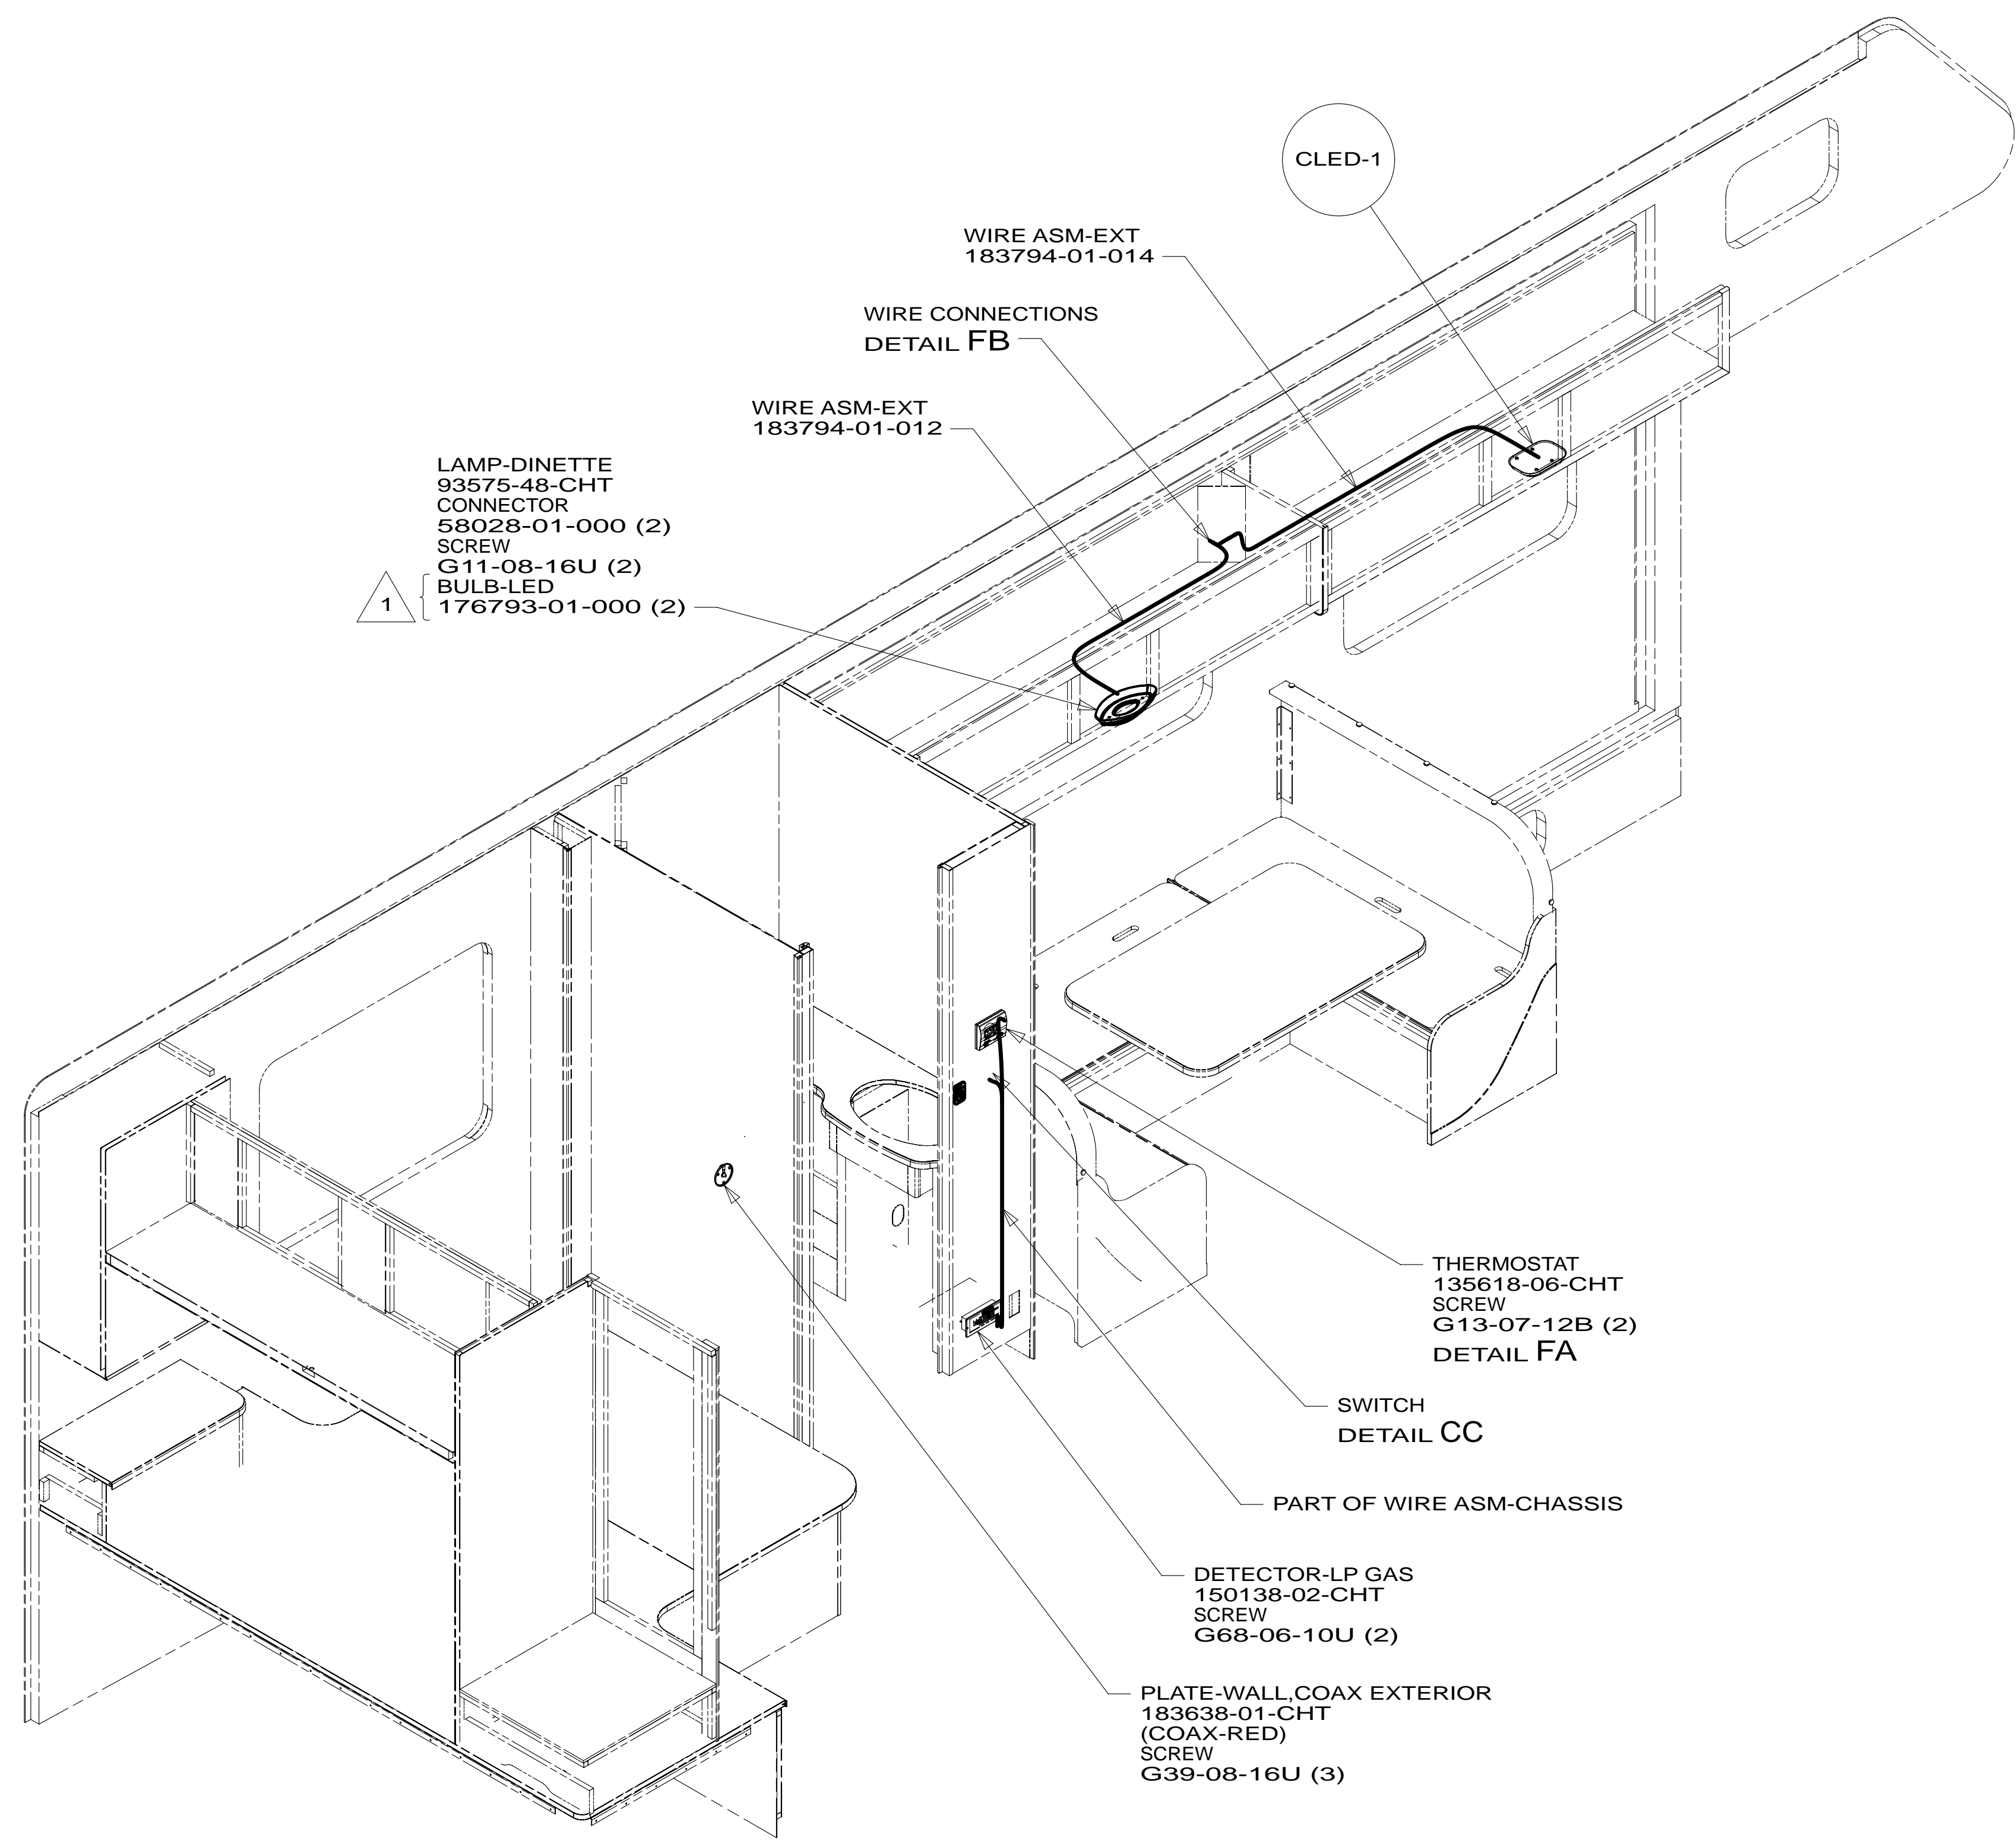 CLED-1
WIRE ASM-EXT
183794-01-014
WIRE CONNECTIONS
DETAIL FB
WIRE ASM-EXT
183794-01-012
LAMP-DINETTE
93575-48-CHT
CONNECTOR
58028-01-000 (2)
SCREW
G11-08-16U (2)
1
BULB-LED
176793-01-000 (2)
THERMOSTAT
135618-06-CHT
SCREW
G13-07-12B (2)
DETAIL FA
SWITCH
DETAIL CC
PART OF WIRE ASM-CHASSIS
DETECTOR-LP GAS
150138-02-CHT
SCREW
G68-06-10U (2)
PLATE-WALL,COAX EXTERIOR
183638-01-CHT
(COAX-RED)
SCREW
G39-08-16U (3)